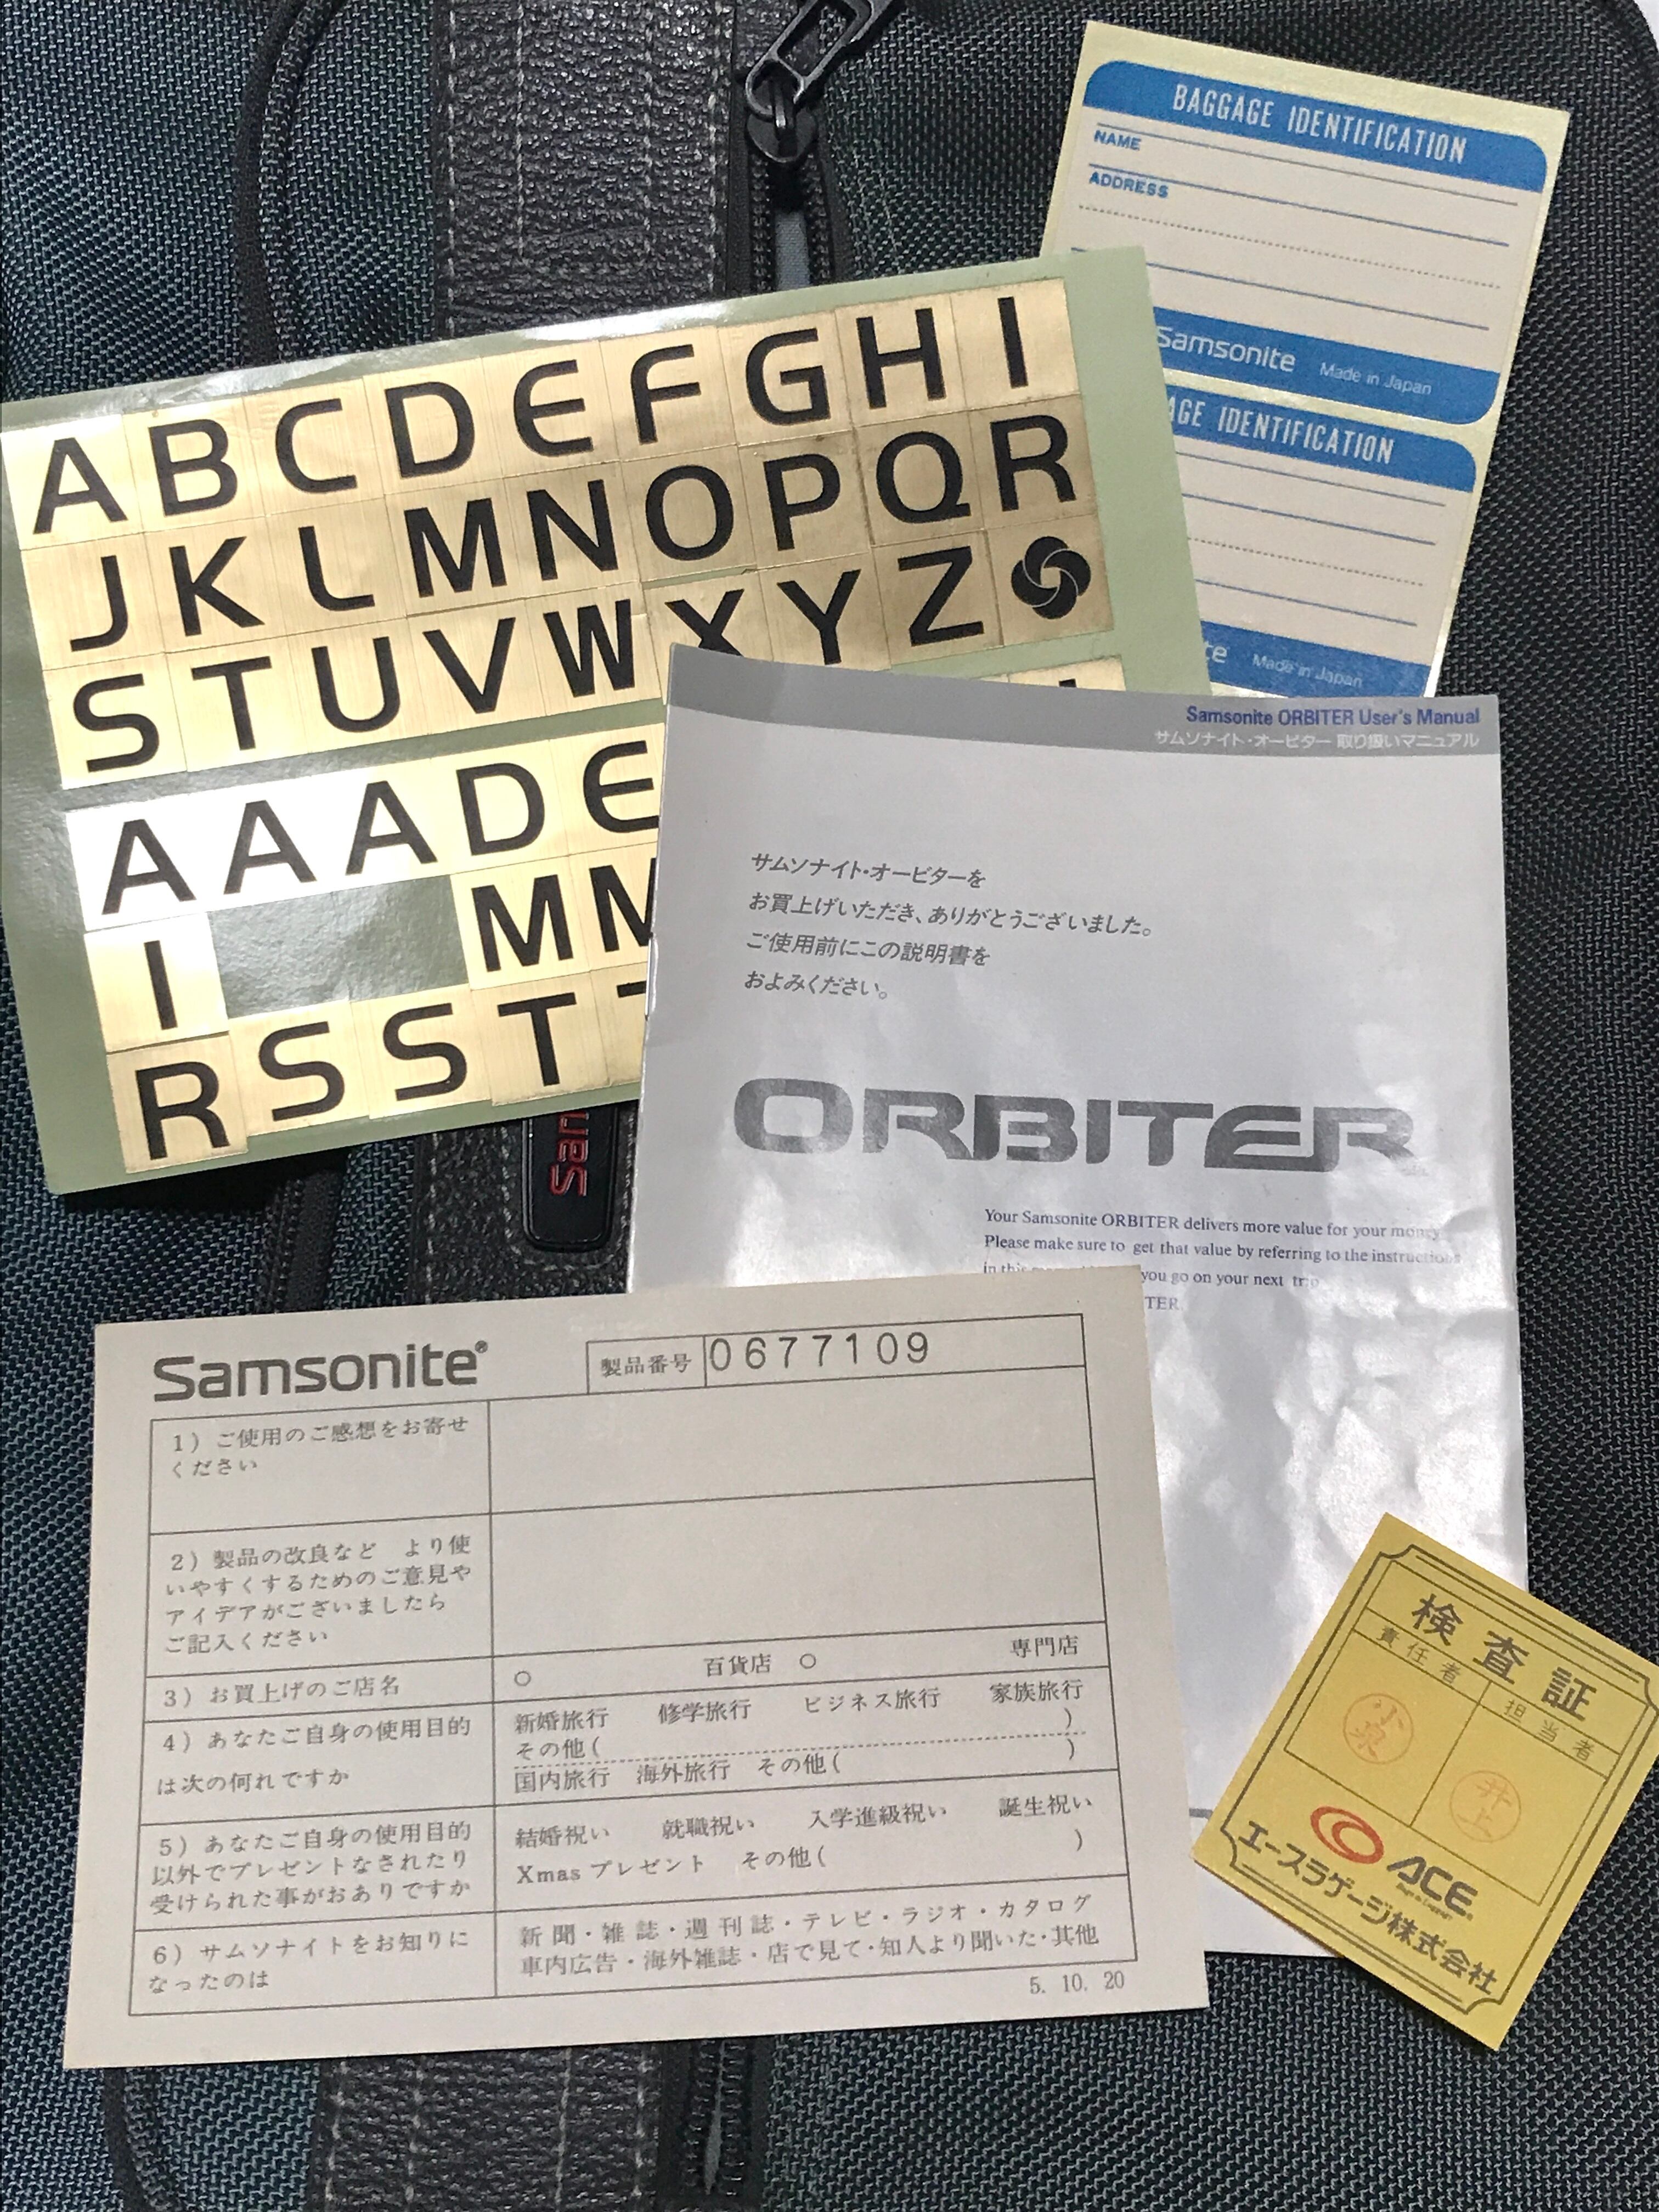 BAGGAGE IDENTIFICATION
NAME
ADDRESS
Samsonite Made in Japan
IDENTIFICATION
Made in Japan
A B C D E F G H I
J K L M N O P Q R
S T U V W X Y Z
A A A D E
I M M
R S S T
Samsonite ORBITER User's Manual
サムソナイト・オービター 取り扱いマニュアル
サムソナイト・オービターを
お買上げいただき、ありがとうございました。
ご使用前にこの説明書を
およみください。
ORBITER
Your Samsonite ORBITER delivers more value for your money
Please make sure to get that value by referring to the instructions
in this you go on your next trip
Samsonite®
製品番号 0677109
1) ご使用のご感想をお寄せ
ください
2) 製品の改良など より使
いやすくするためのご意見や
アイデアがございましたら
ご記入ください
3) お買上げのご店名
○ 百貨店 ○ 専門店
4) あなたご自身の使用目的
は次の何れですか
新婚旅行 修学旅行 ビジネス旅行 家族旅行
その他( )
国内旅行 海外旅行 その他( )
5) あなたご自身の使用目的
以外でプレゼントなされたり
受けられた事がおありですか
結婚祝い 就職祝い 入学進級祝い 誕生祝い
Xmasプレゼント その他( )
6) サムソナイトをお知りに
なったのは
新聞・雑誌・週刊誌・テレビ・ラジオ・カタログ
車内広告・海外雑誌・店で見て・知人より聞いた・其他
5. 10. 20
検査証
責任者
担当者
小泉
井上
ACE
エースラゲージ株式会社